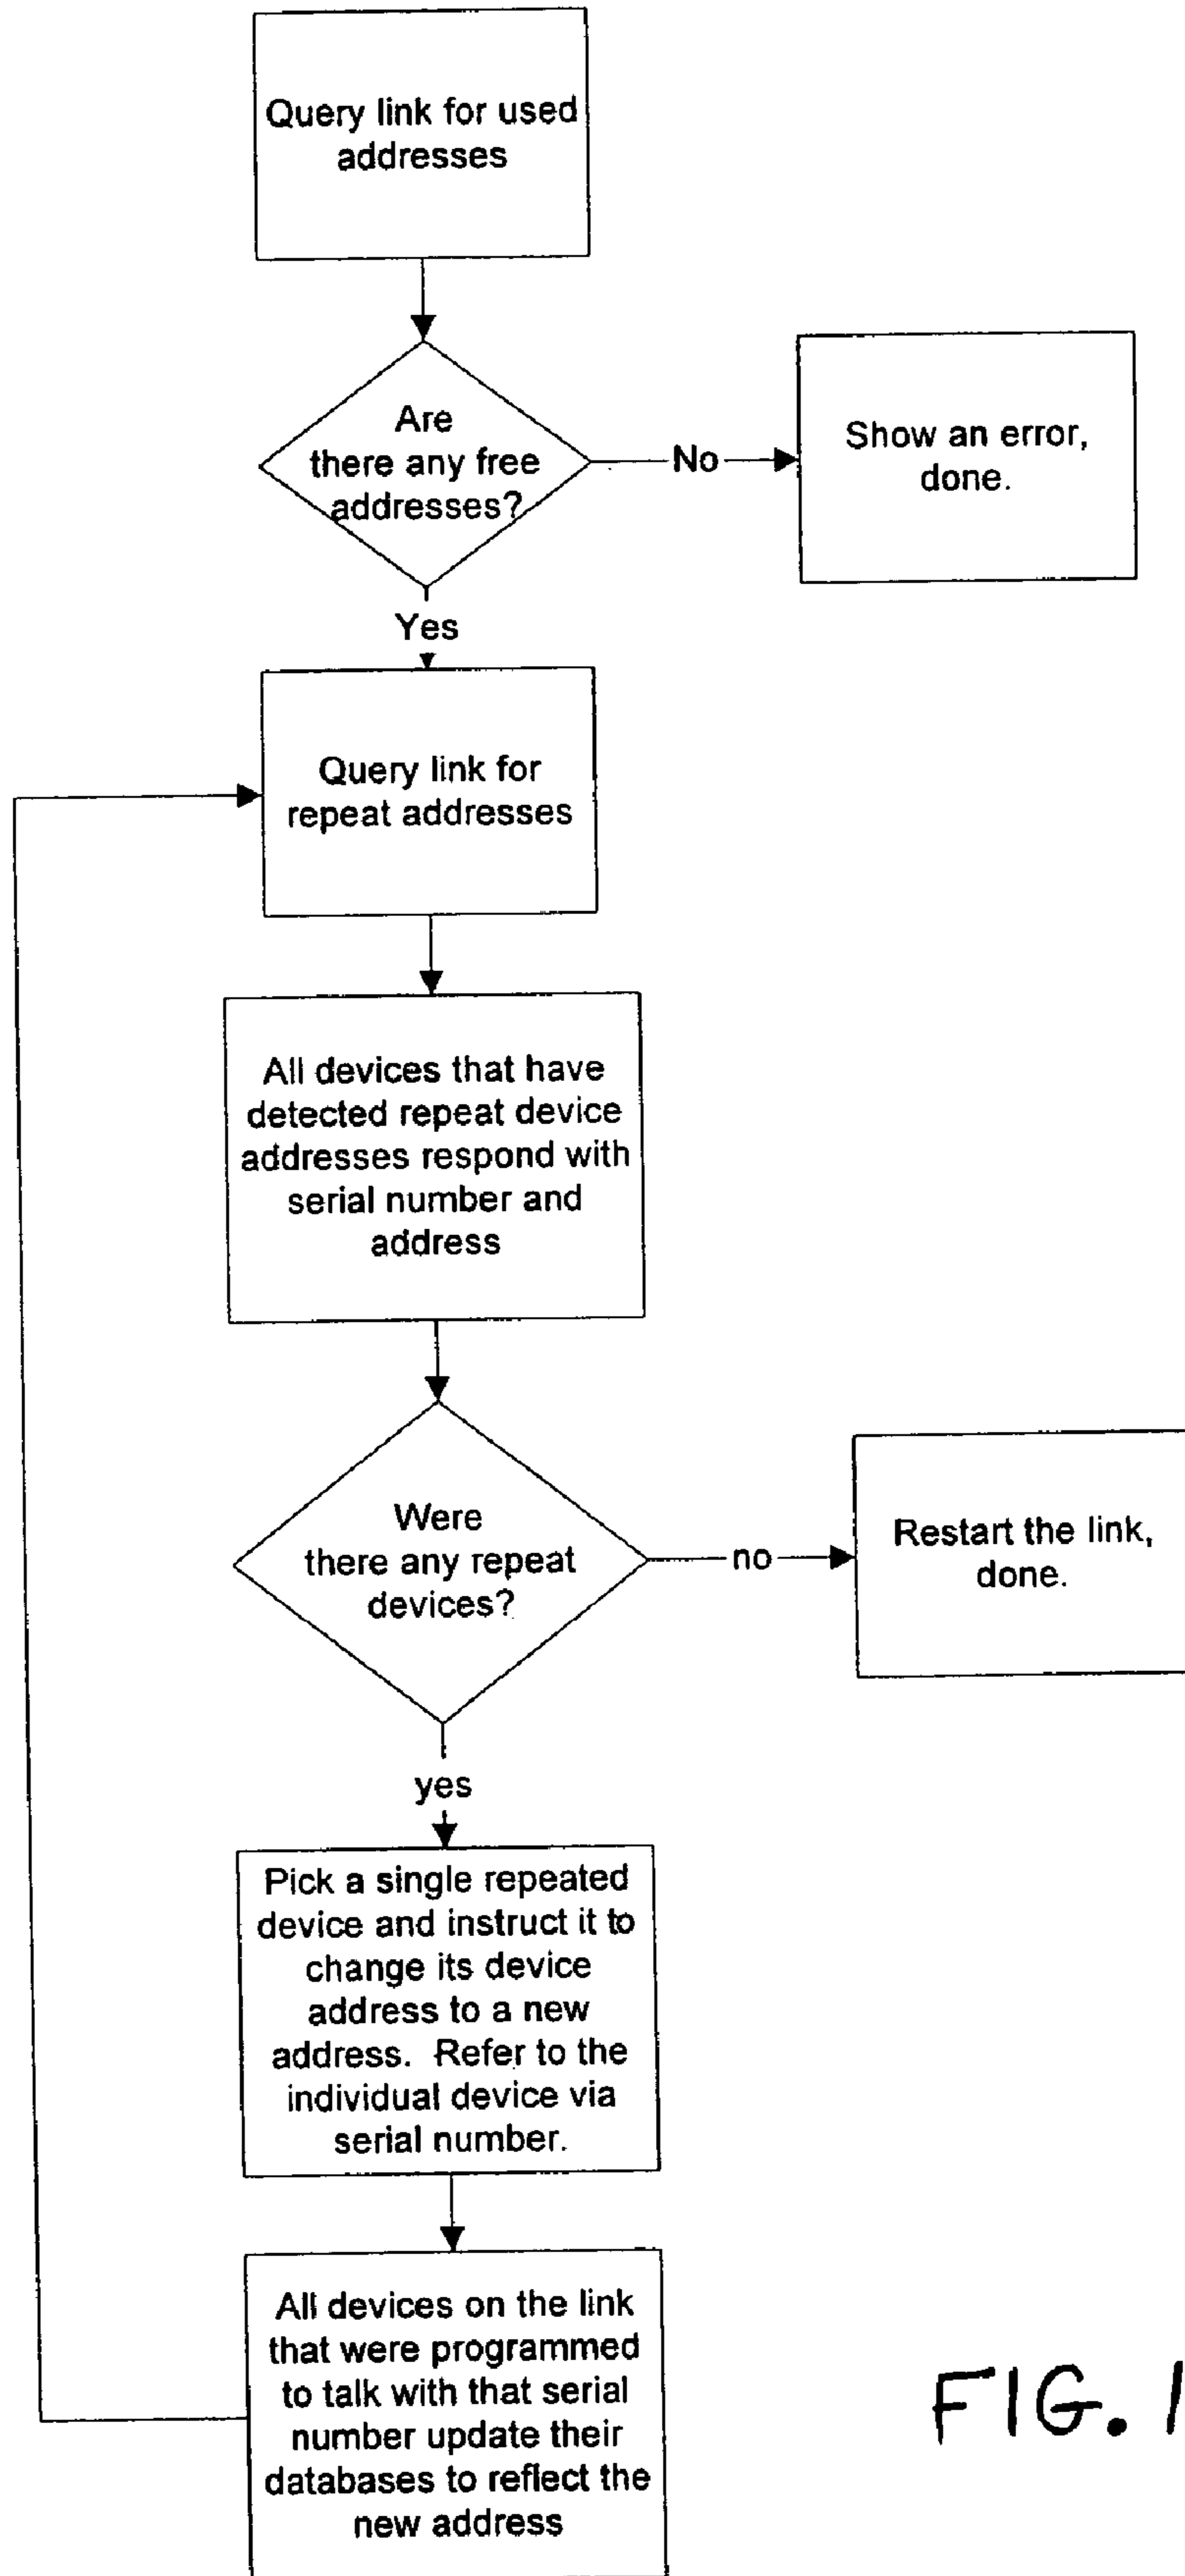 Query link for used
addresses
Are
there any free
addresses?
No
Show an error,
done.
Yes
Query link for
repeat addresses
All devices that have
detected repeat device
addresses respond with
serial number and
address
Were
there any repeat
devices?
no
Restart the link,
done.
yes
Pick a single repeated
device and instruct it to
change its device
address to a new
address. Refer to the
individual device via
serial number.
All devices on the link
that were programmed
to talk with that serial
number update their
databases to reflect the
new address
FIG. 1